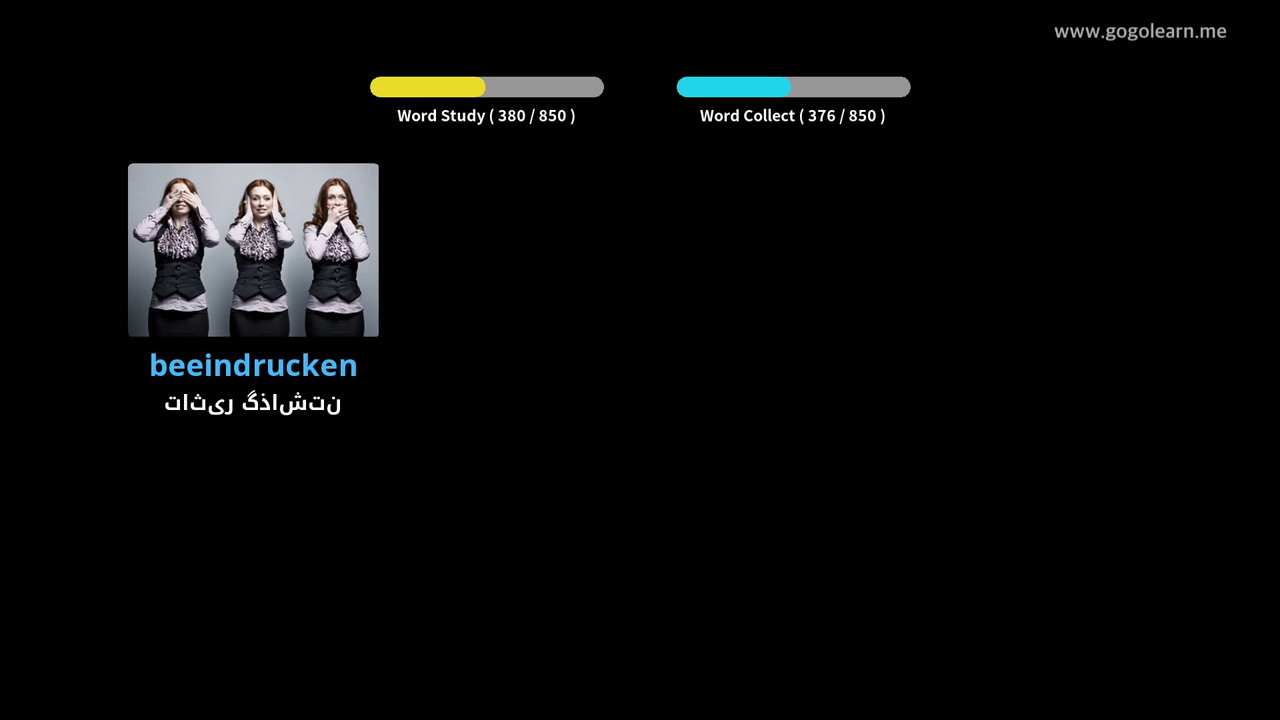 www.gogolearn.me
Word Study ( 380 / 850 )
Word Collect ( 376 / 850 )
beeindrucken
تاثیر گذاشتن